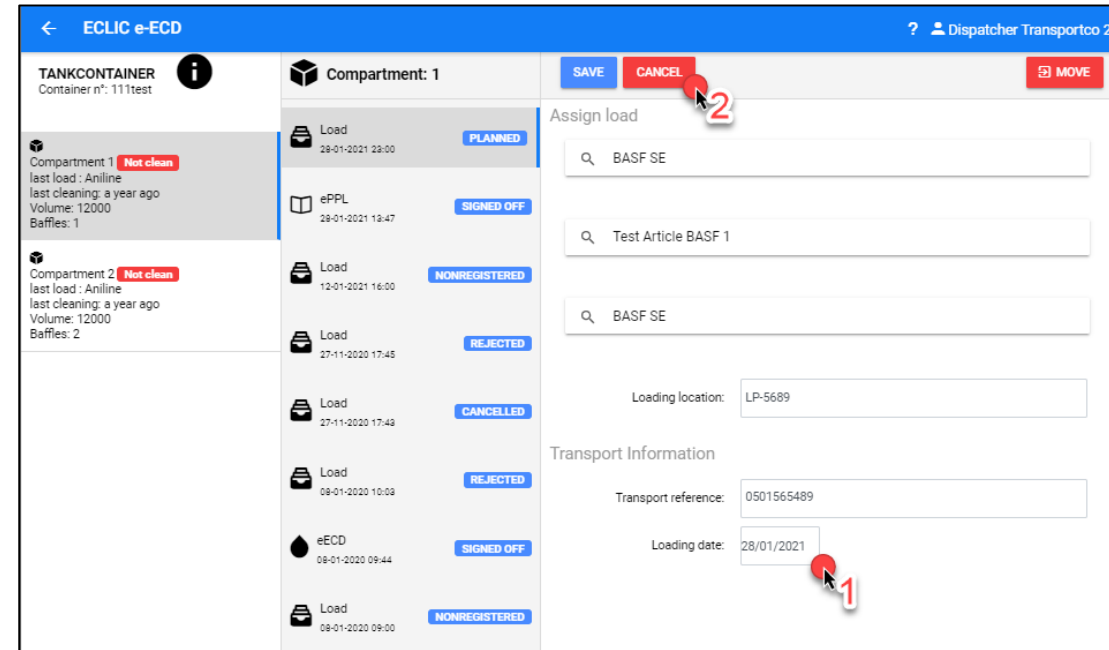 ECLIC e-ECD
? Dispatcher Transportco 2
TANKCONTAINER
Container n°: 111test
Compartment 1 Not clean
last load : Aniline
last cleaning: a year ago
Volume: 12000
Baffles: 1
Compartment 2 Not clean
last load : Aniline
last cleaning: a year ago
Volume: 12000
Baffles: 2
Compartment: 1
Load PLANNED
28-01-2021 23:00
ePPL SIGNED OFF
28-01-2021 13:47
Load NONREGISTERED
12-01-2021 16:00
Load REJECTED
27-11-2020 17:45
Load CANCELLED
27-11-2020 17:43
Load REJECTED
08-01-2020 10:03
eECD SIGNED OFF
08-01-2020 09:44
Load NONREGISTERED
08-01-2020 09:00
SAVE CANCEL MOVE
2
Assign load
BASF SE
Test Article BASF 1
BASF SE
Loading location: LP-5689
Transport Information
Transport reference: 0501565489
Loading date: 28/01/2021
1